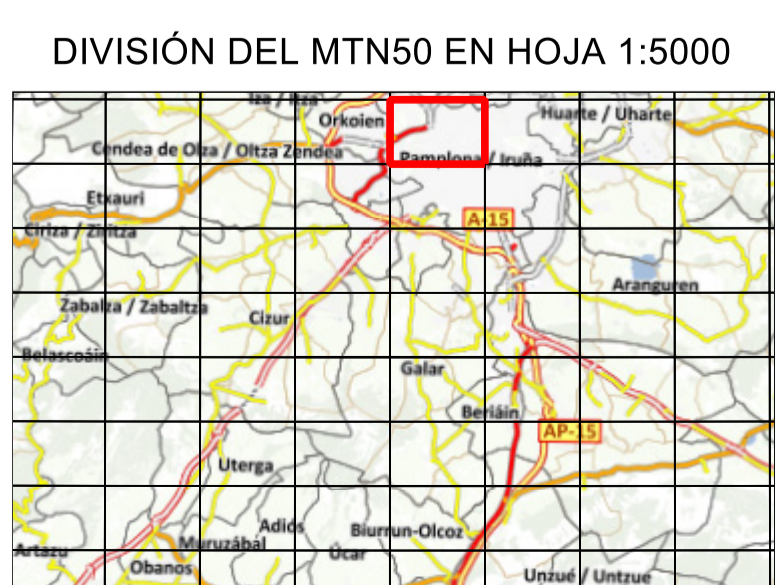 DIVISIÓN DEL MTN50 EN HOJA 1:5000
Iza / Itza
Orkoien
Huarte / Uharte
Cendea de Olza / Oltza Zendea
Pamplona / Iruña
Etxauri
A-15
Ciriza / Ziritza
Aranguren
Zabalza / Zabaltza
Cizur
Belascoáin
Galar
Beriáin
AP-15
Uterga
Adiós
Biurrun-Olcoz
Muruzábal
Artazu
Úcar
Obanos
Unzué / Untzue